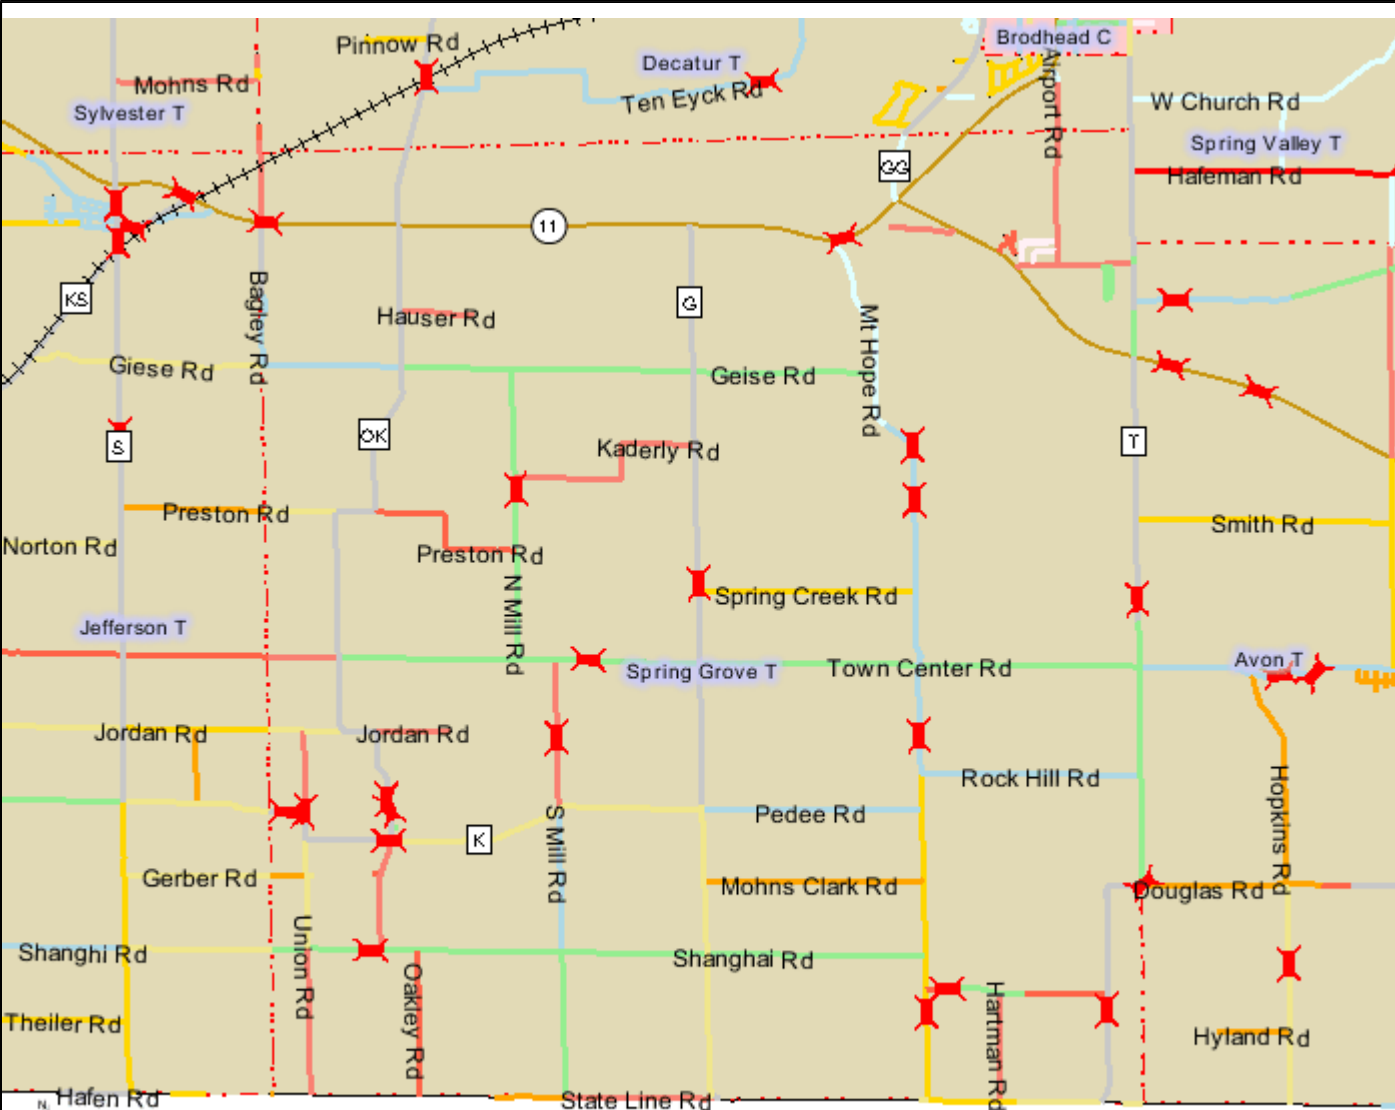 Pinnow Rd
Brodhead C
Decatur T
Mohns Rd
Airport Rd
Ten Eyck Rd
W Church Rd
Sylvester T
Spring Valley T
GG
Hafeman Rd
11
KS
G
Bagley Rd
Hauser Rd
Mt Hope Rd
Giese Rd
Geise Rd
OK
S
T
Kaderly Rd
Preston Rd
Smith Rd
Norton Rd
Preston Rd
Spring Creek Rd
N Mill Rd
Jefferson T
Avon T
Spring Grove T
Town Center Rd
Jordan Rd
Jordan Rd
Rock Hill Rd
Hopkins Rd
Pedee Rd
K
S Mill Rd
Gerber Rd
Mohns Clark Rd
Douglas Rd
Shanghi Rd
Union Rd
Shanghai Rd
Oakley Rd
Theiler Rd
Hartman Rd
Hyland Rd
N.
Hafen Rd
State Line Rd